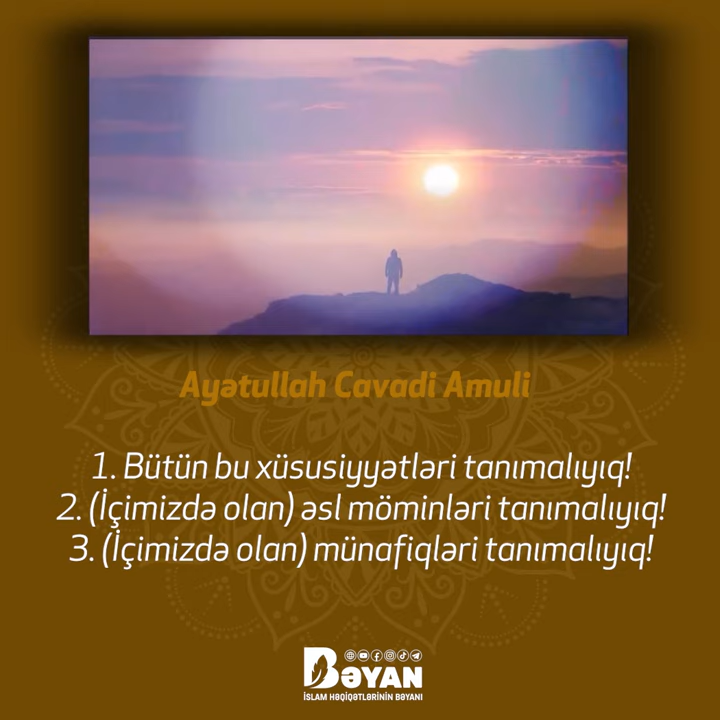 Ayətullah Cavadi Amuli
1. Bütün bu xüsusiyyətləri tanımalıyıq!
2. (İçimizdə olan) əsl möminləri tanımalıyıq!
3. (İçimizdə olan) münafiqləri tanımalıyıq!
BƏYAN
İSLAM HƏQİQƏTLƏRİNİN BƏYANI